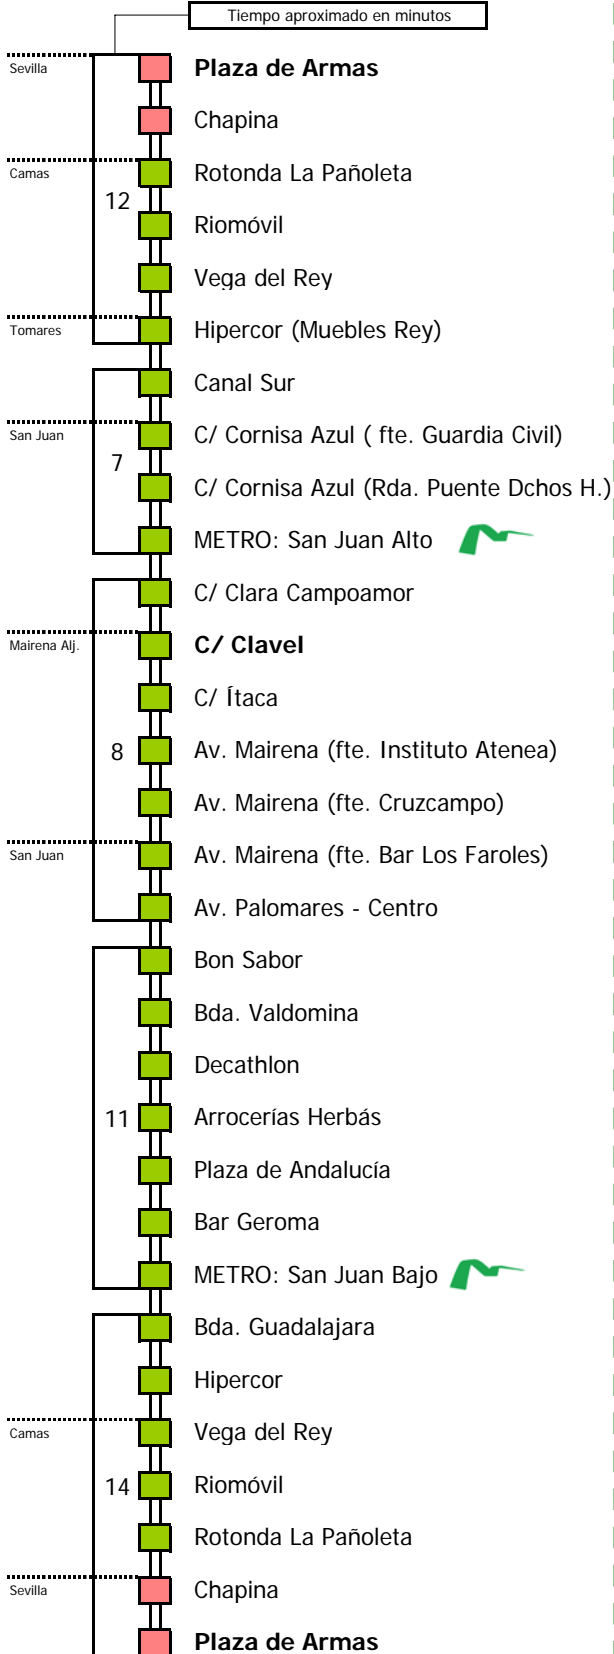 Tiempo aproximado en minutos
Sevilla
Plaza de Armas
Chapina
Camas
Rotonda La Pañoleta
12
Riomóvil
Vega del Rey
Tomares
Hipercor (Muebles Rey)
Canal Sur
San Juan
C/ Cornisa Azul ( fte. Guardia Civil)
7
C/ Cornisa Azul (Rda. Puente Dchos H.)
METRO: San Juan Alto
C/ Clara Campoamor
Mairena Alj.
C/ Clavel
C/ Ítaca
8
Av. Mairena (fte. Instituto Atenea)
Av. Mairena (fte. Cruzcampo)
San Juan
Av. Mairena (fte. Bar Los Faroles)
Av. Palomares - Centro
Bon Sabor
Bda. Valdomina
Decathlon
11
Arrocerías Herbás
Plaza de Andalucía
Bar Geroma
METRO: San Juan Bajo
Bda. Guadalajara
Hipercor
Camas
Vega del Rey
14
Riomóvil
Rotonda La Pañoleta
Sevilla
Chapina
Plaza de Armas